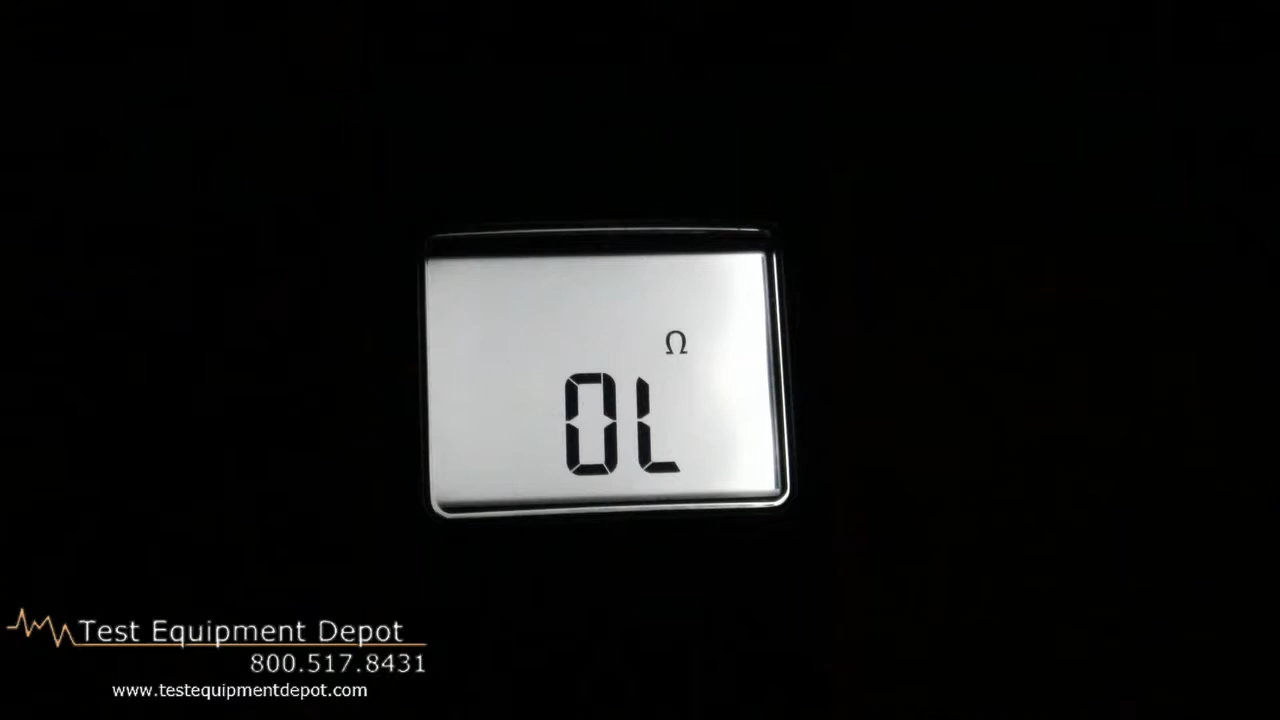 Ω
0L
Test Equipment Depot
800.517.8431
www.testequipmentdepot.com